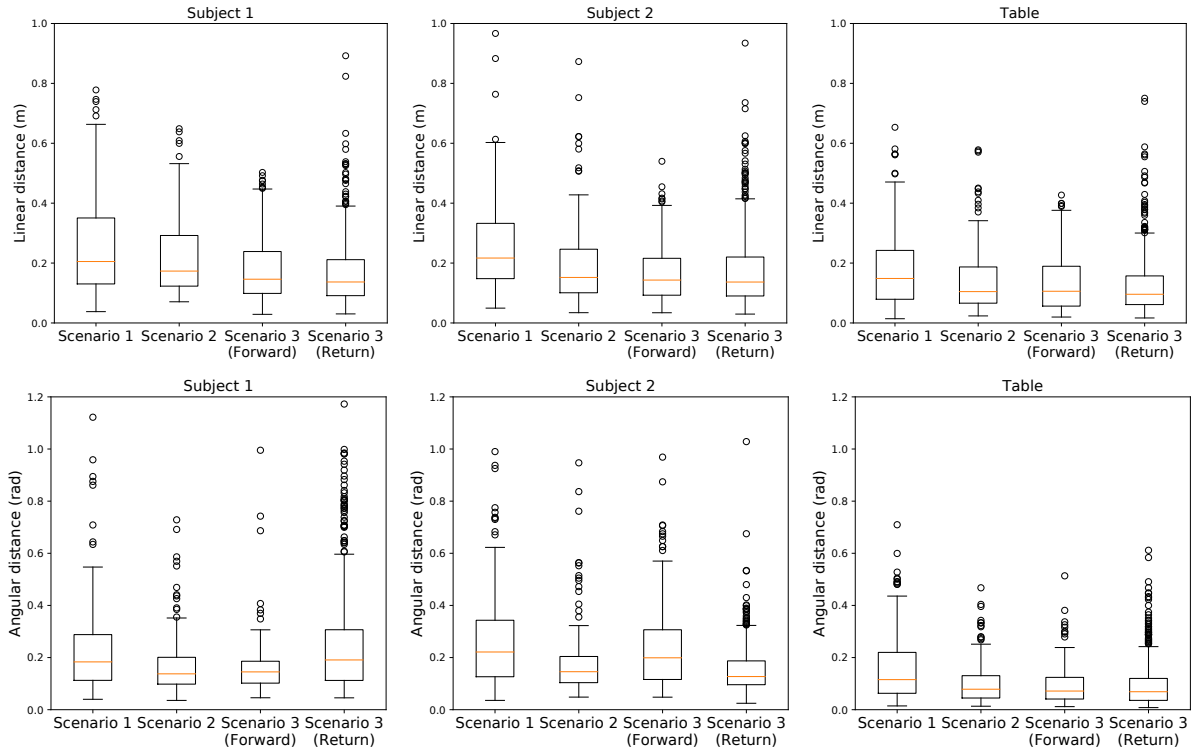 Subject 1
Subject 2
Table
Linear distance (m)
1.0
0.8
0.6
0.4
0.2
0.0
Scenario 1 Scenario 2 Scenario 3 Scenario 3
(Forward) (Return)
Linear distance (m)
1.0
0.8
0.6
0.4
0.2
0.0
Scenario 1 Scenario 2 Scenario 3 Scenario 3
(Forward) (Return)
Linear distance (m)
1.0
0.8
0.6
0.4
0.2
0.0
Scenario 1 Scenario 2 Scenario 3 Scenario 3
(Forward) (Return)
Subject 1
Subject 2
Table
Angular distance (rad)
1.2
1.0
0.8
0.6
0.4
0.2
0.0
Scenario 1 Scenario 2 Scenario 3 Scenario 3
(Forward) (Return)
Angular distance (rad)
1.2
1.0
0.8
0.6
0.4
0.2
0.0
Scenario 1 Scenario 2 Scenario 3 Scenario 3
(Forward) (Return)
Angular distance (rad)
1.2
1.0
0.8
0.6
0.4
0.2
0.0
Scenario 1 Scenario 2 Scenario 3 Scenario 3
(Forward) (Return)